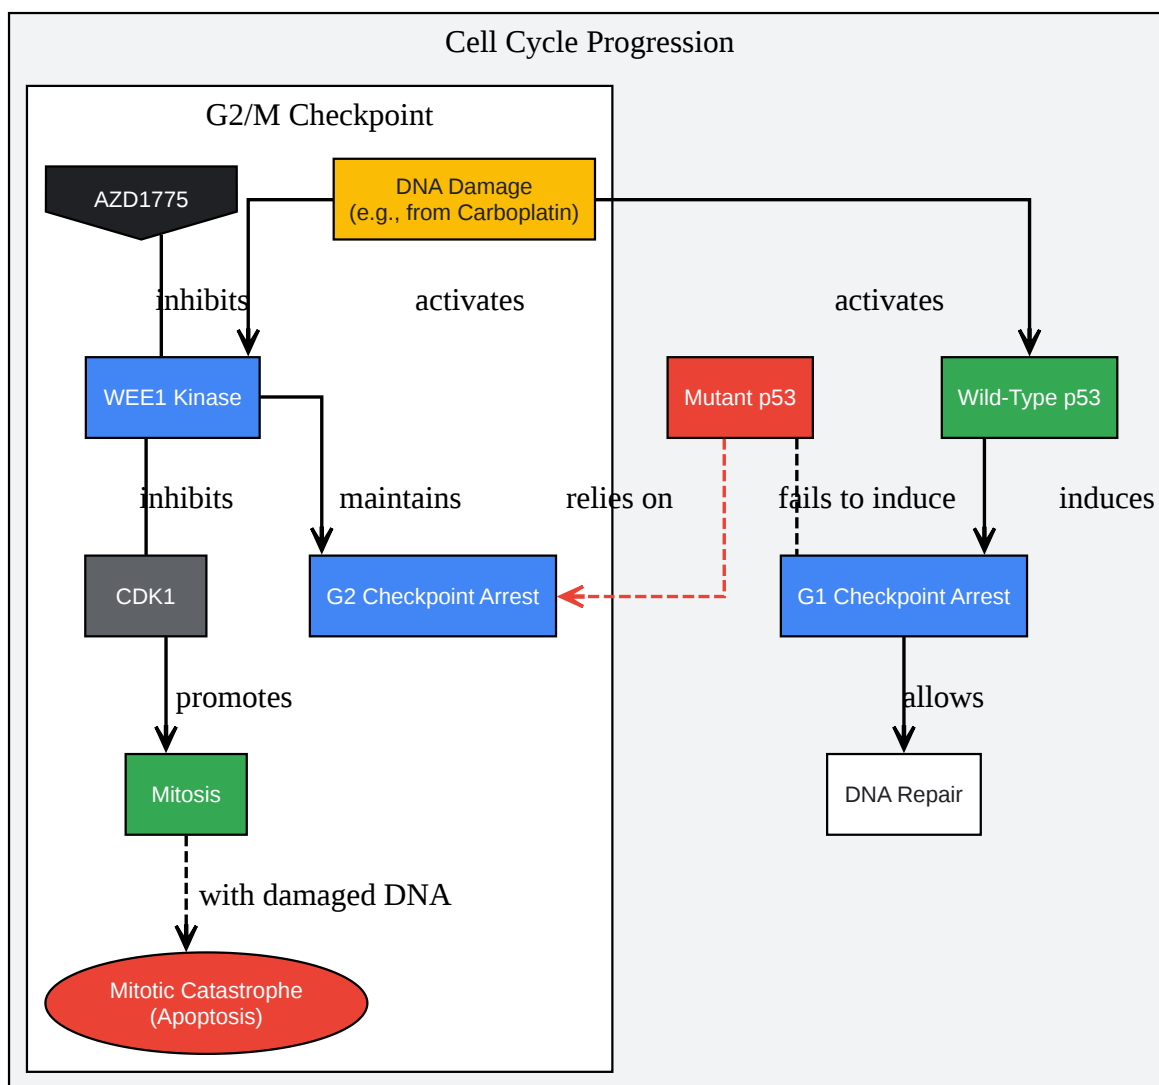 Cell Cycle Progression
G2/M Checkpoint
AZD1775
DNA Damage
(e.g., from Carboplatin)
inhibits
activates
activates
WEE1 Kinase
Mutant p53
Wild-Type p53
inhibits
maintains
relies on
fails to induce
induces
CDK1
G2 Checkpoint Arrest
G1 Checkpoint Arrest
promotes
allows
Mitosis
DNA Repair
with damaged DNA
Mitotic Catastrophe
(Apoptosis)